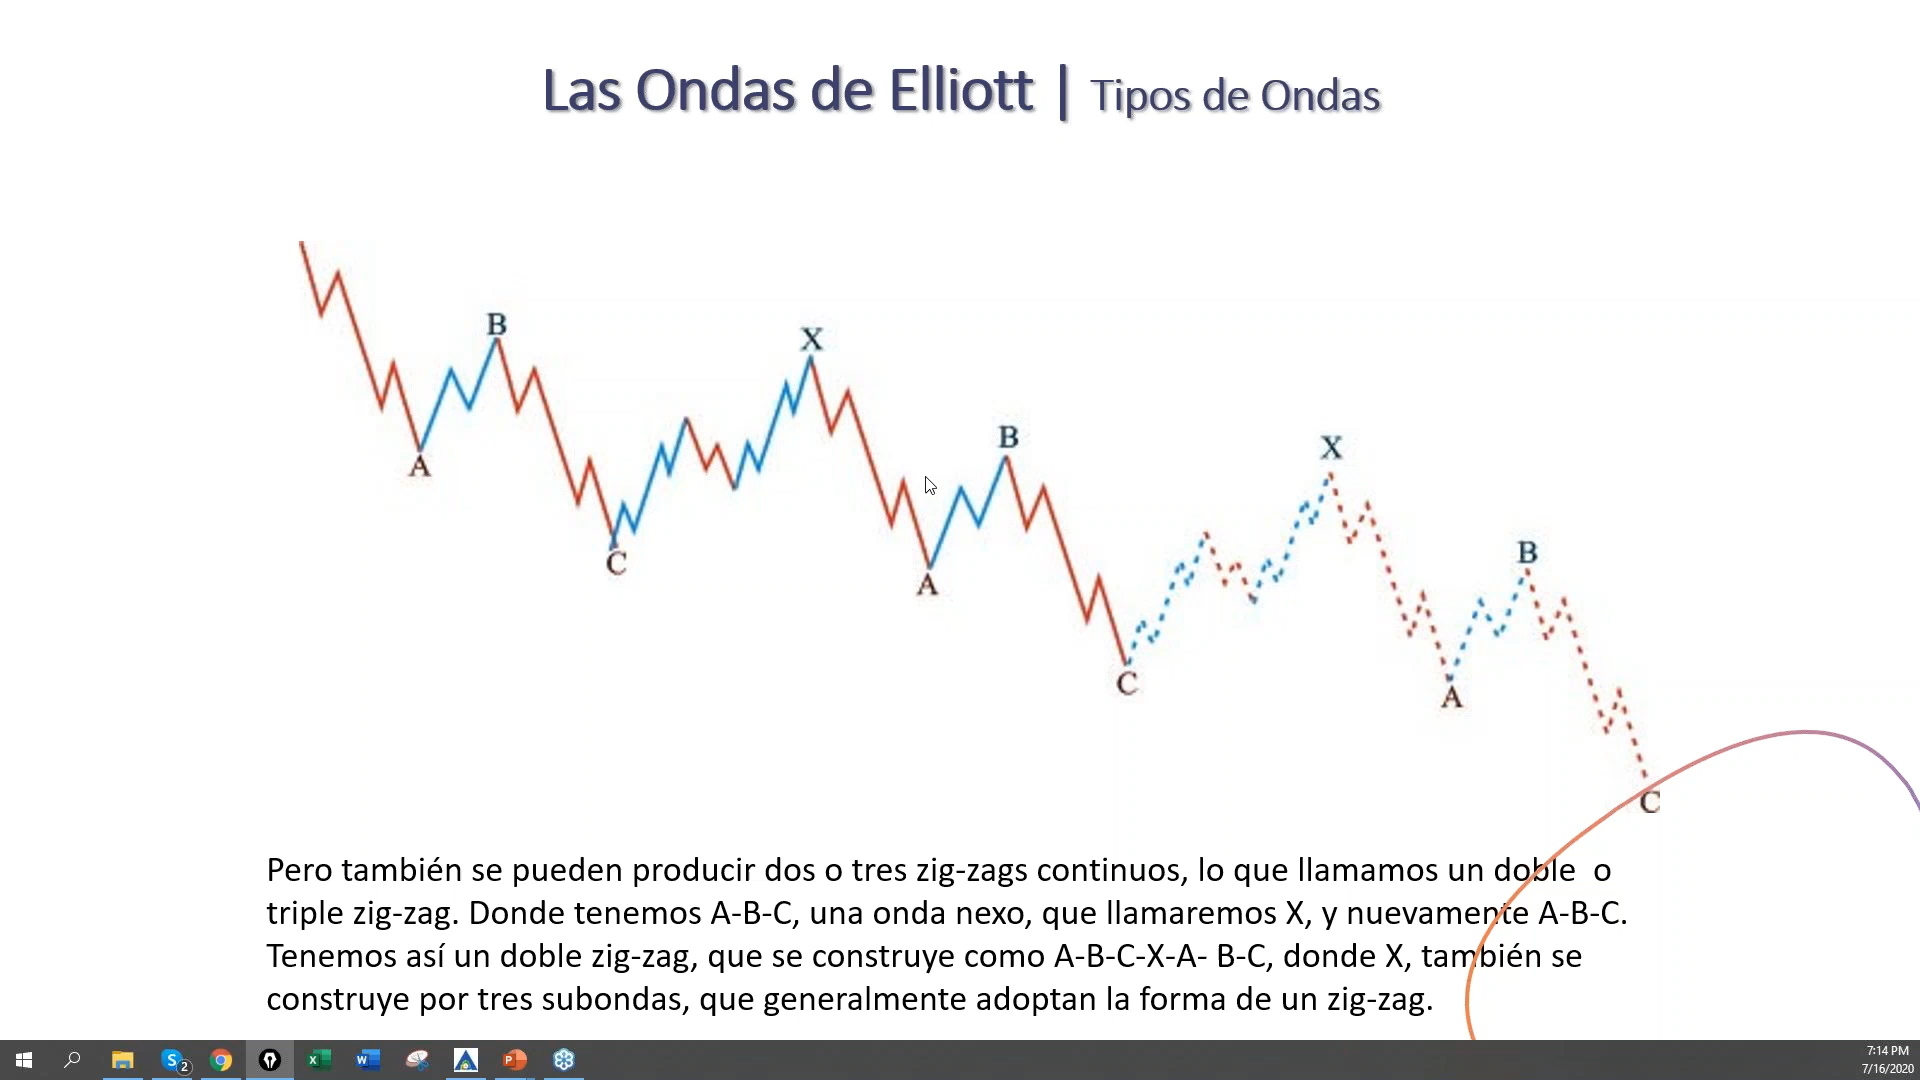 Las Ondas de Elliott | Tipos de Ondas
B
X
A
B
X
C
A
B
C
A
C
Pero también se pueden producir dos o tres zig-zags continuos, lo que llamamos un doble o
triple zig-zag. Donde tenemos A-B-C, una onda nexo, que llamaremos X, y nuevamente A-B-C.
Tenemos así un doble zig-zag, que se construye como A-B-C-X-A- B-C, donde X, también se
construye por tres subondas, que generalmente adoptan la forma de un zig-zag.
S
2
X
W
P
7:14 PM
7/16/2020